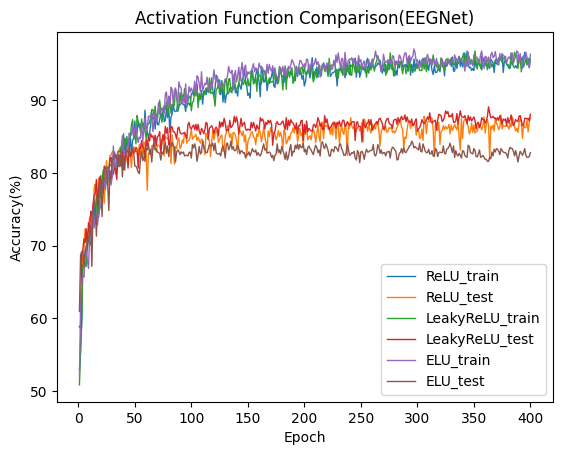 Activation Function Comparison(EEGNet)
Accuracy(%)
90
80
70
60
50
0
50
100
150
200
250
300
350
400
Epoch
ReLU_train
ReLU_test
LeakyReLU_train
LeakyReLU_test
ELU_train
ELU_test